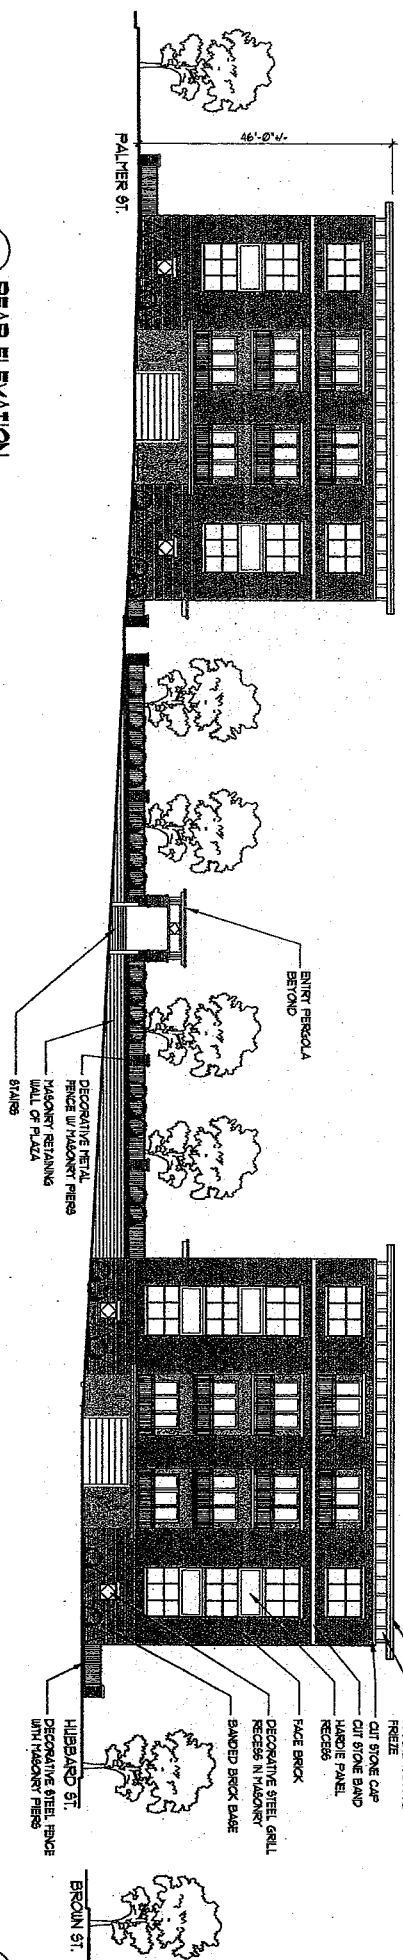 46'-0"+/-
PALMER ST.
REAR ELEVATION
ENTRY PERGOLA
BEYOND
DECORATIVE METAL
FENCE W/ MASONRY PIERS
MASONRY RETAINING
WALL OF PLAZA
STAIRS
FRIEZE
CUT STONE CAP
CUT STONE BAND
HARDIE PANEL
RECESS
FACE BRICK
DECORATIVE STEEL GRILL
RECESS IN MASONRY
BANDED BRICK BASE
DECORATIVE STEEL FENCE
WITH MASONRY PIERS
HUBBARD ST.
BROWN ST.